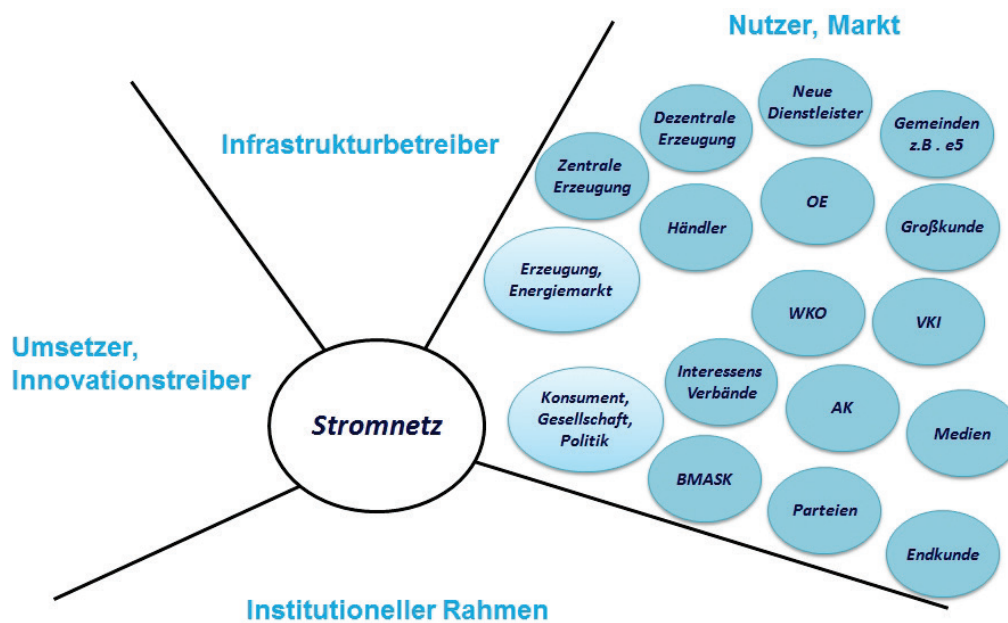 Nutzer, Markt
Infrastrukturbetreiber
Umsetzer,
Innovationstreiber
Institutioneller Rahmen
Stromnetz
Neue
Dienstleister
Dezentrale
Erzeugung
Gemeinden
z.B . e5
Zentrale
Erzeugung
OE
Händler
Großkunde
Erzeugung,
Energiemarkt
WKO
VKI
Interessens
Verbände
Konsument,
Gesellschaft,
Politik
AK
Medien
BMASK
Parteien
Endkunde